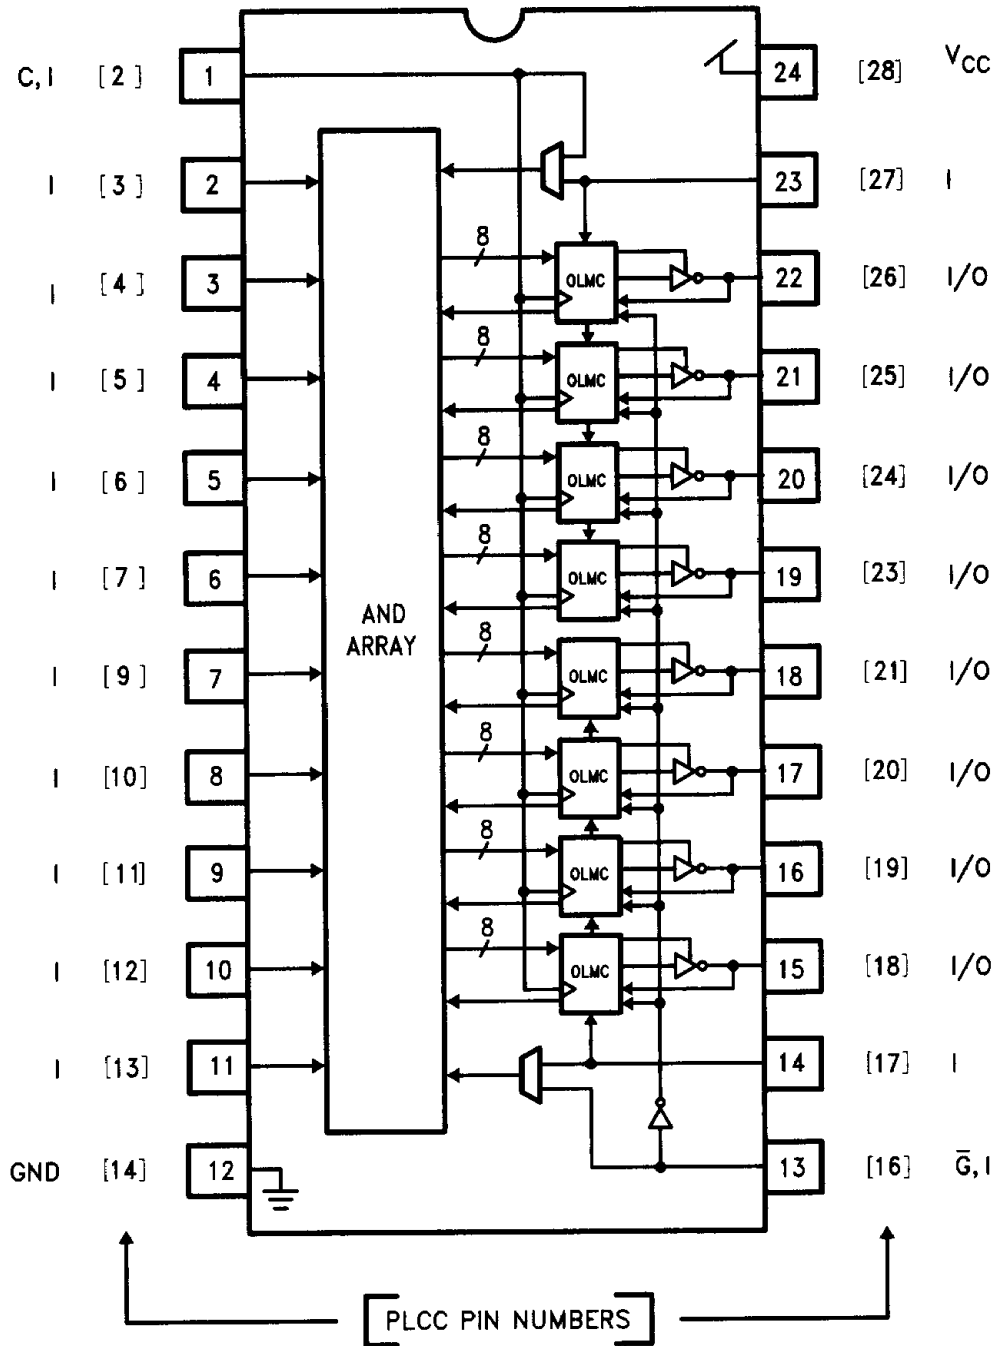 C, I [2] 1 24 [28] VCC
I [3] 2 23 [27] I
8
I [4] 3 OLMC 22 [26] I/O
8
I [5] 4 OLMC 21 [25] I/O
8
I [6] 5 OLMC 20 [24] I/O
8
I [7] 6 OLMC 19 [23] I/O
AND
ARRAY
8
I [9] 7 OLMC 18 [21] I/O
8
I [10] 8 OLMC 17 [20] I/O
8
I [11] 9 OLMC 16 [19] I/O
8
I [12] 10 OLMC 15 [18] I/O
I [13] 11 14 [17] I
GND [14] 12 13 [16] G̅, I
[PLCC PIN NUMBERS]